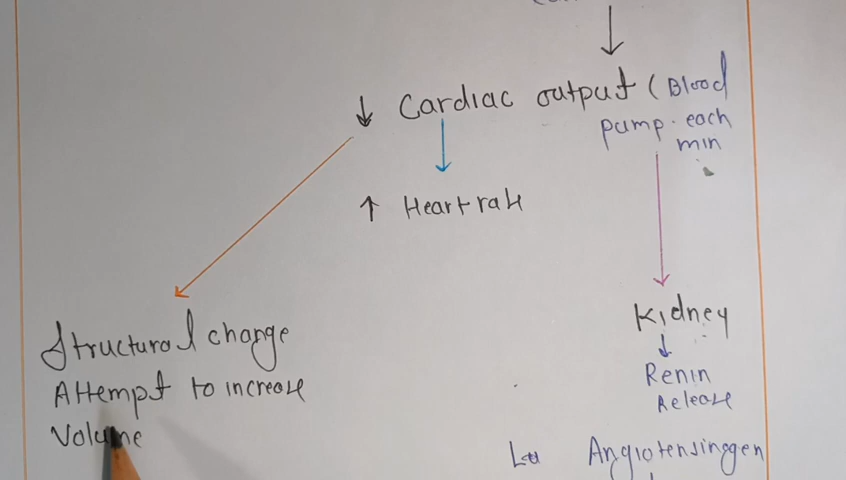 ↓ Cardiac output (Blood
pump. each
min
↑ Heart rate
Structural change
Attempt to increase
Volume
Kidney
↓
Renin
Release
Angiotensinogen